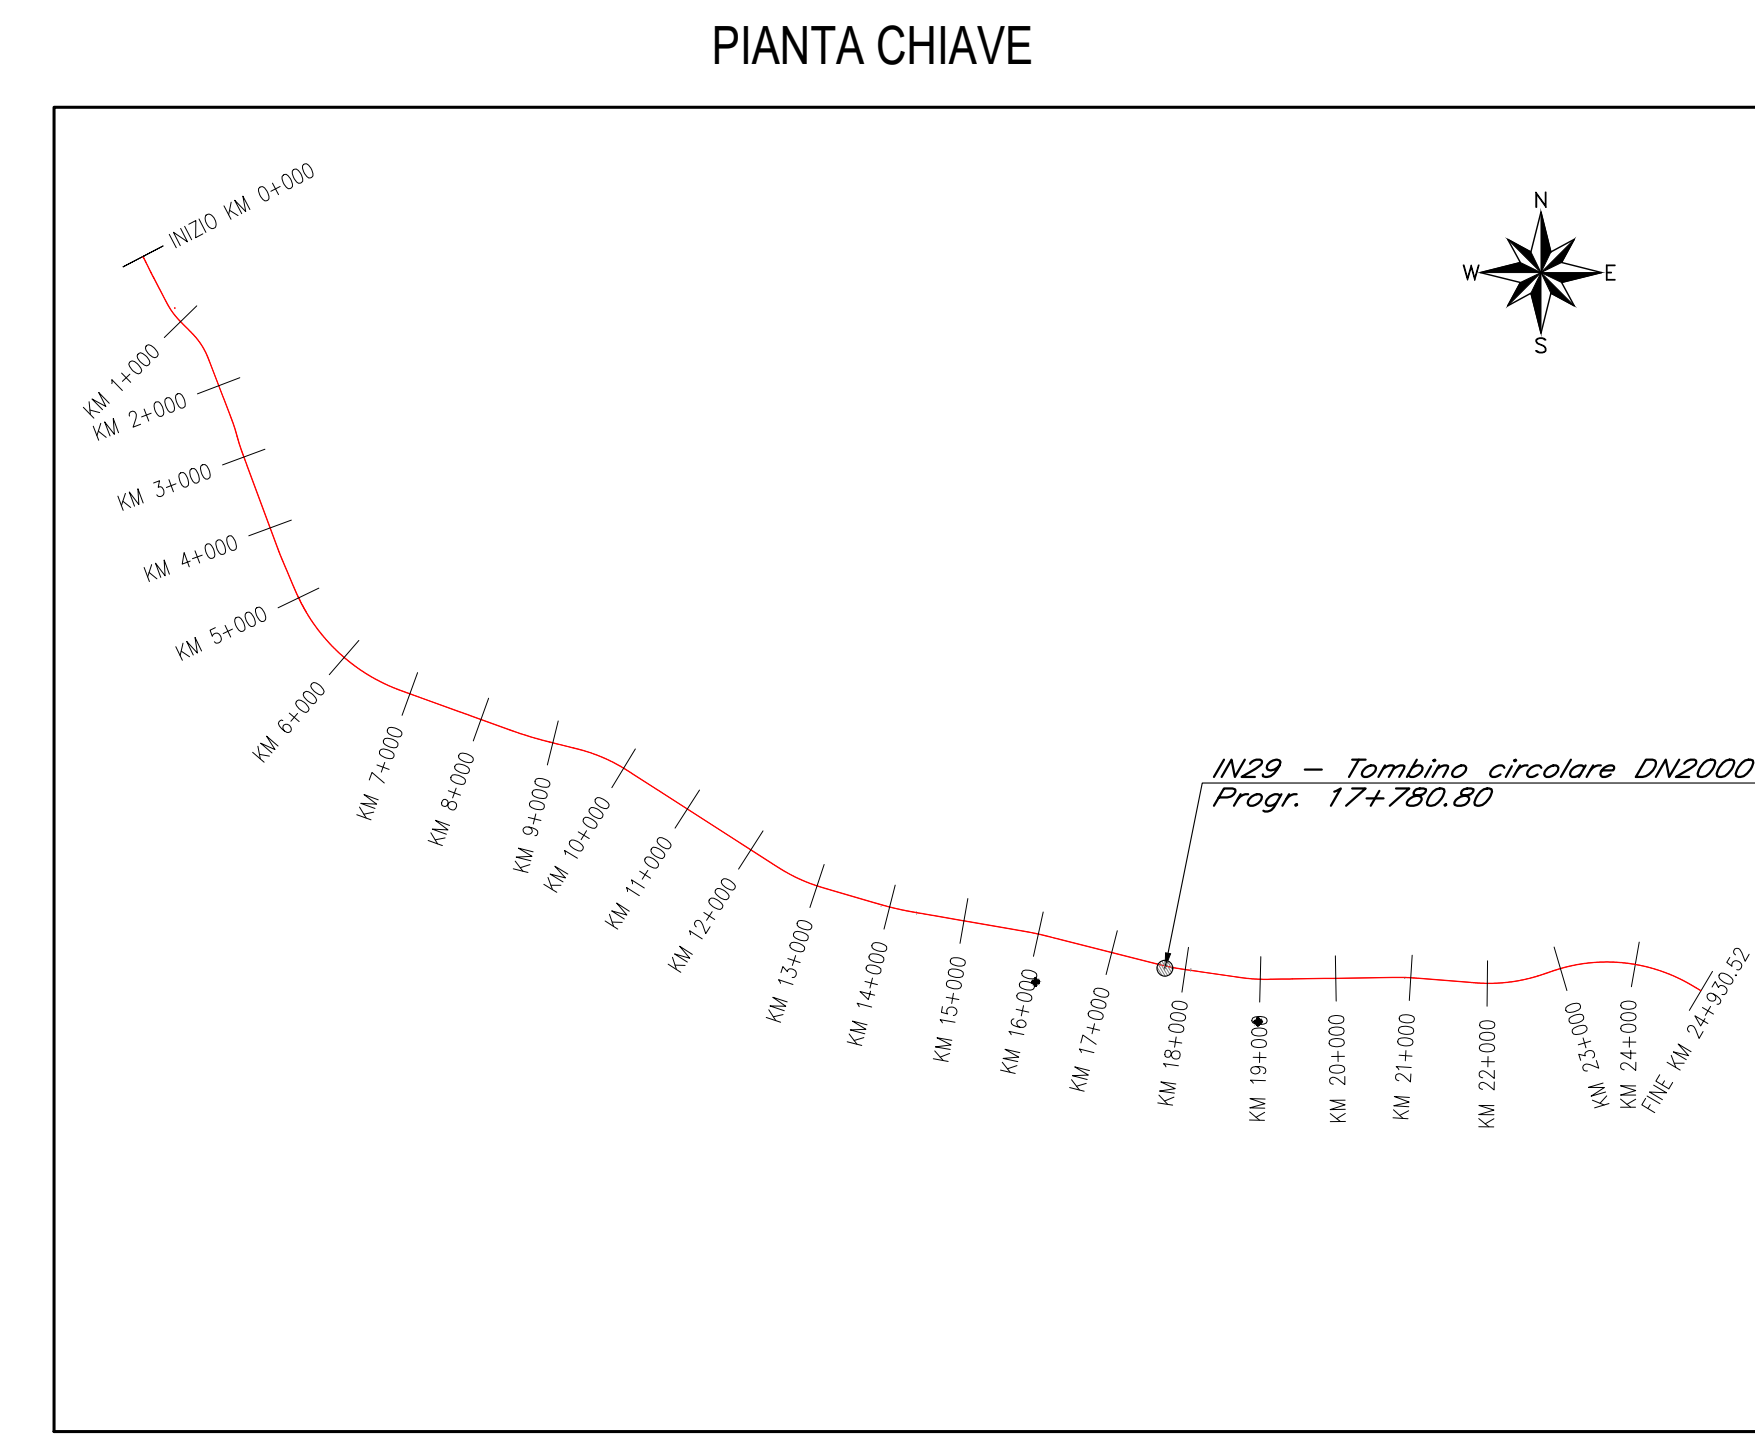 PIANTA CHIAVE
INIZIO KM 0+000
N
W
E
S
KM 1+000
KM 2+000
KM 3+000
KM 4+000
KM 5+000
KM 6+000
KM 7+000
KM 8+000
KM 9+000
KM 10+000
KM 11+000
KM 12+000
KM 13+000
KM 14+000
KM 15+000
KM 16+000
KM 17+000
IN29 – Tombino circolare DN2000
Progr. 17+780.80
KM 18+000
KM 19+000
KM 20+000
KM 21+000
KM 22+000
KM 23+000
KM 24+000
FINE KM 24+930.52